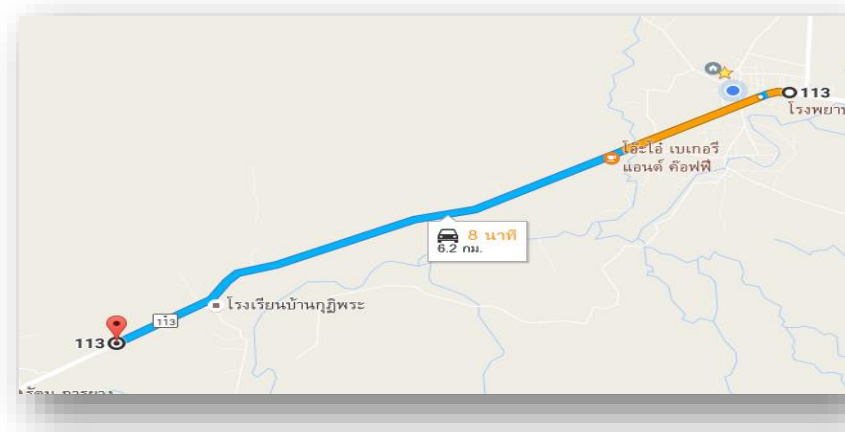 113
โรงพยาบ
โอ๊ะโอ๋ เบเกอรี
แอนด์ ค๊อฟฟี่
8 นาที
6.2 กม.
โรงเรียนบ้านกุฏิพระ
113
113